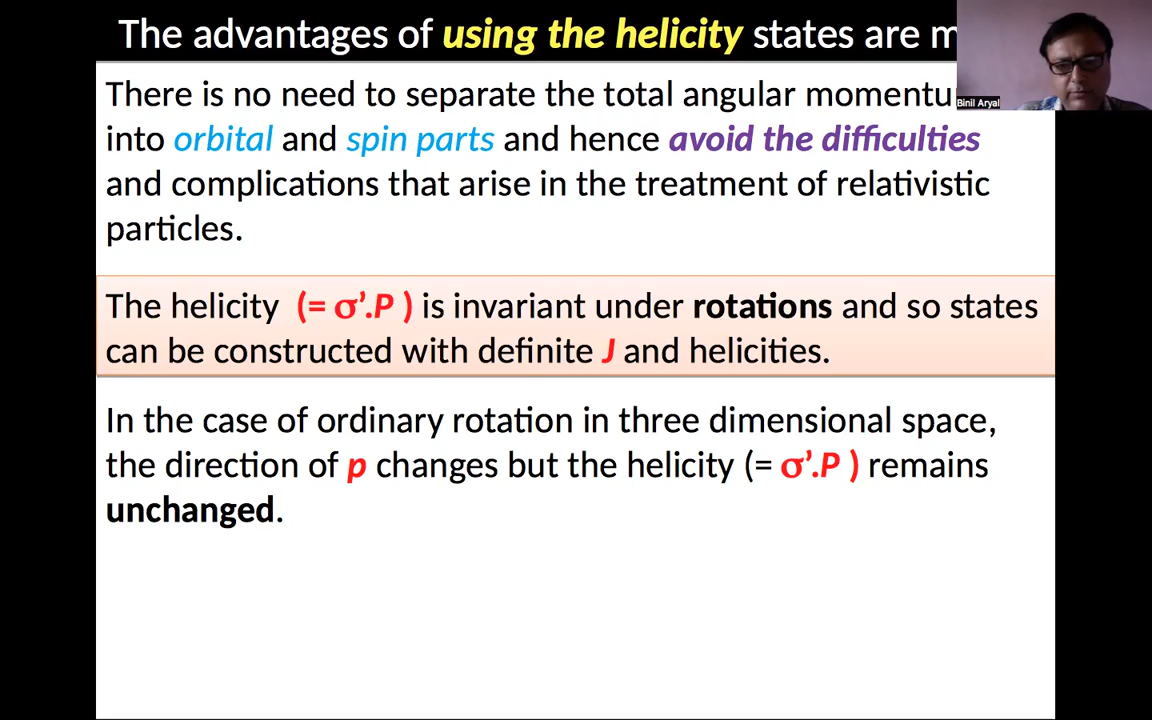 The advantages of using the helicity states are m
There is no need to separate the total angular momentu
into orbital and spin parts and hence avoid the difficulties
and complications that arise in the treatment of relativistic
particles.
The helicity (= σ’.P ) is invariant under rotations and so states
can be constructed with definite J and helicities.
In the case of ordinary rotation in three dimensional space,
the direction of p changes but the helicity (= σ’.P ) remains
unchanged.
Binil Aryal